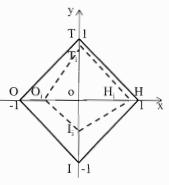 y
T 1
T₁
O O₁ o H₁ H
-1 1 x
I₁
I -1